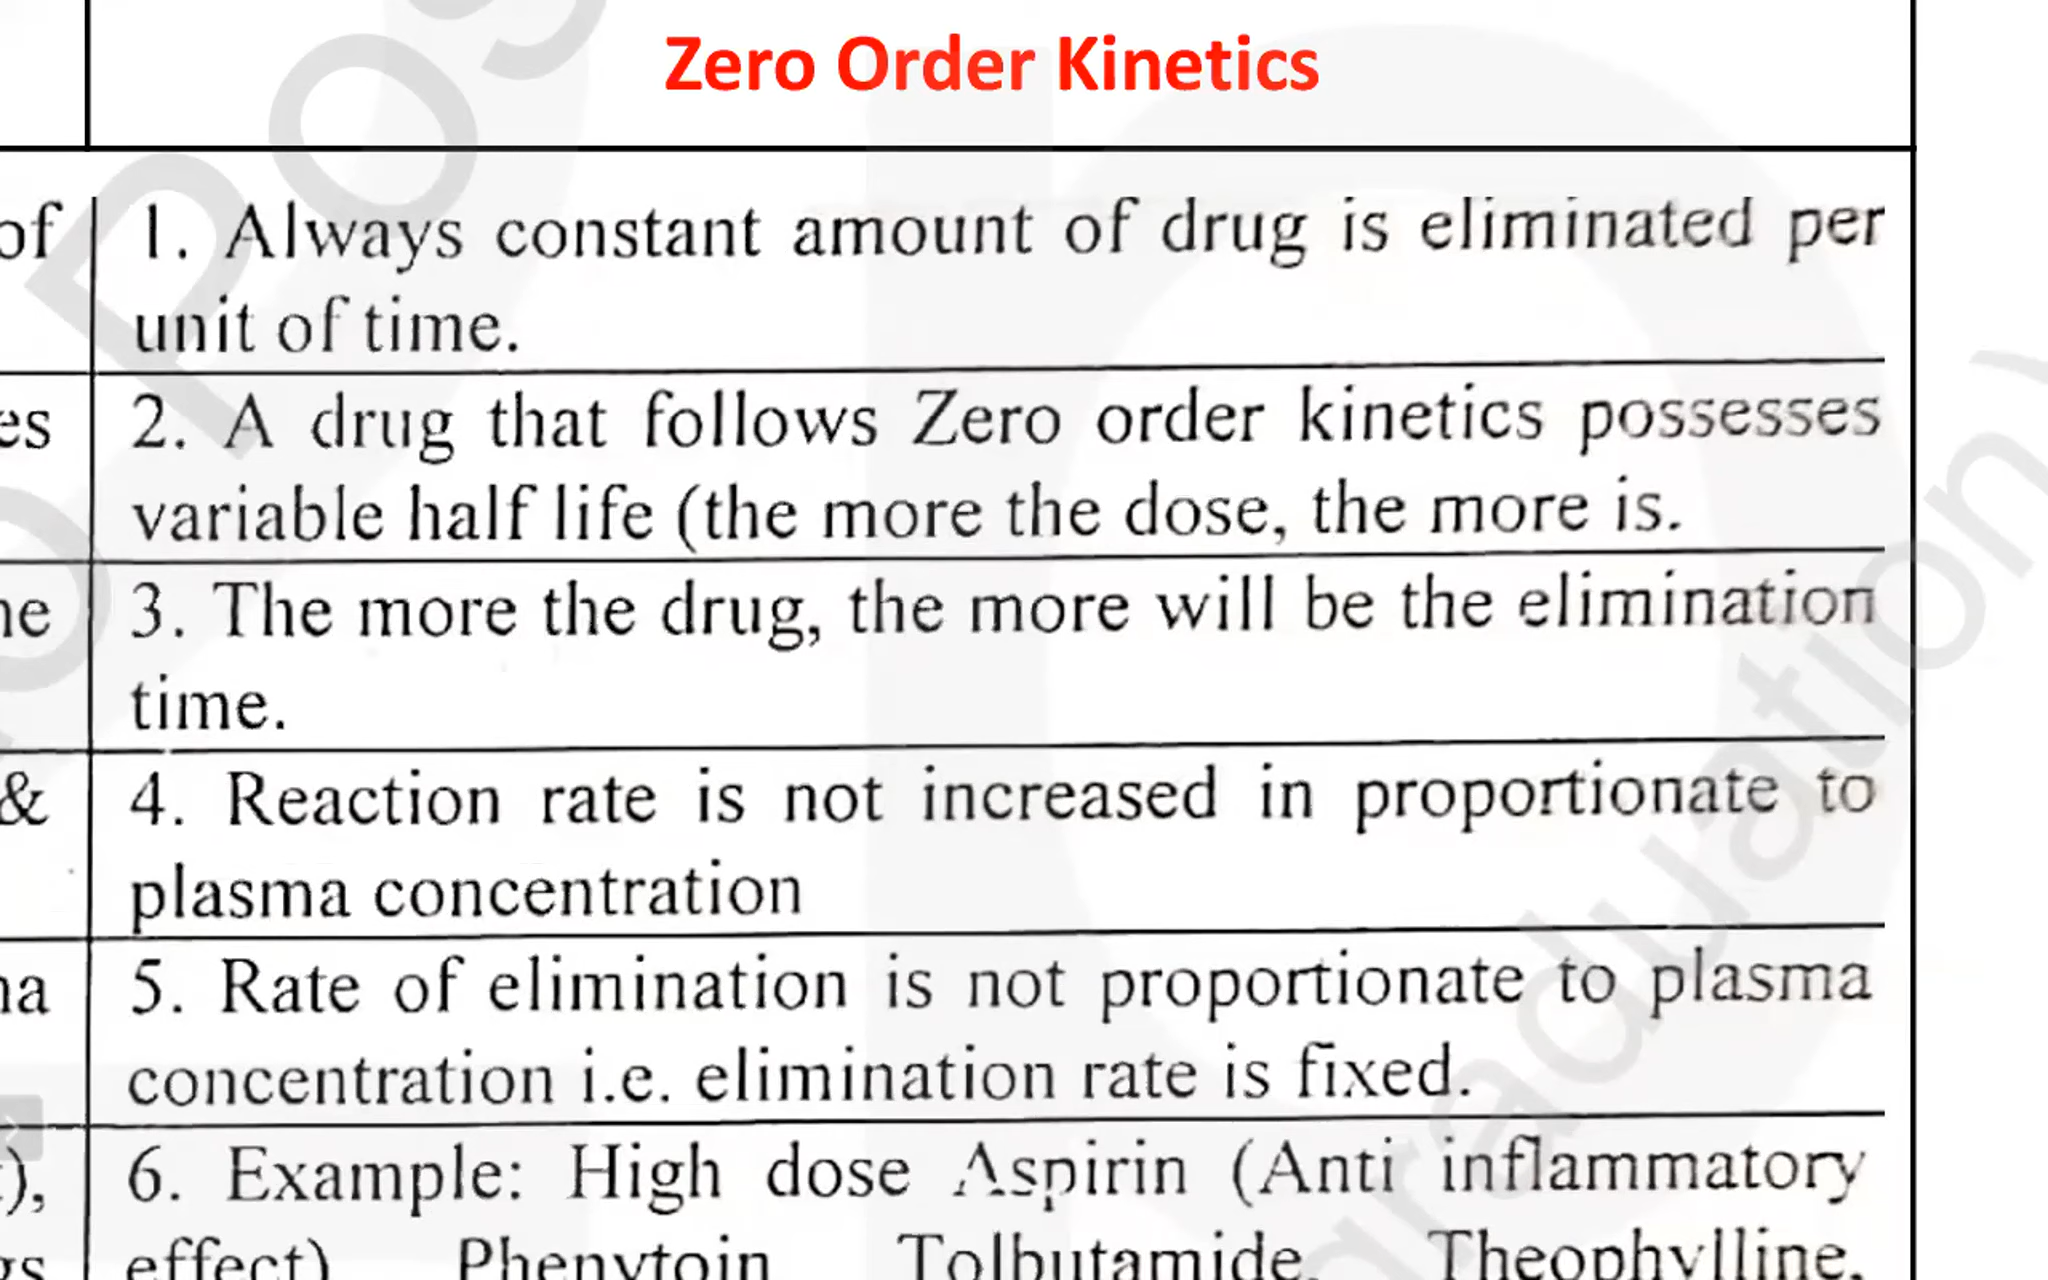 Zero Order Kinetics
of
1. Always constant amount of drug is eliminated per
unit of time.
es
2. A drug that follows Zero order kinetics possesses
variable half life (the more the dose, the more is.
he
3. The more the drug, the more will be the elimination
time.
&
4. Reaction rate is not increased in proportionate to
plasma concentration
na
5. Rate of elimination is not proportionate to plasma
concentration i.e. elimination rate is fixed.
),
6. Example: High dose Aspirin (Anti inflammatory
gs
effect) Phenytoin Tolbutamide, Theophylline,
graduation)